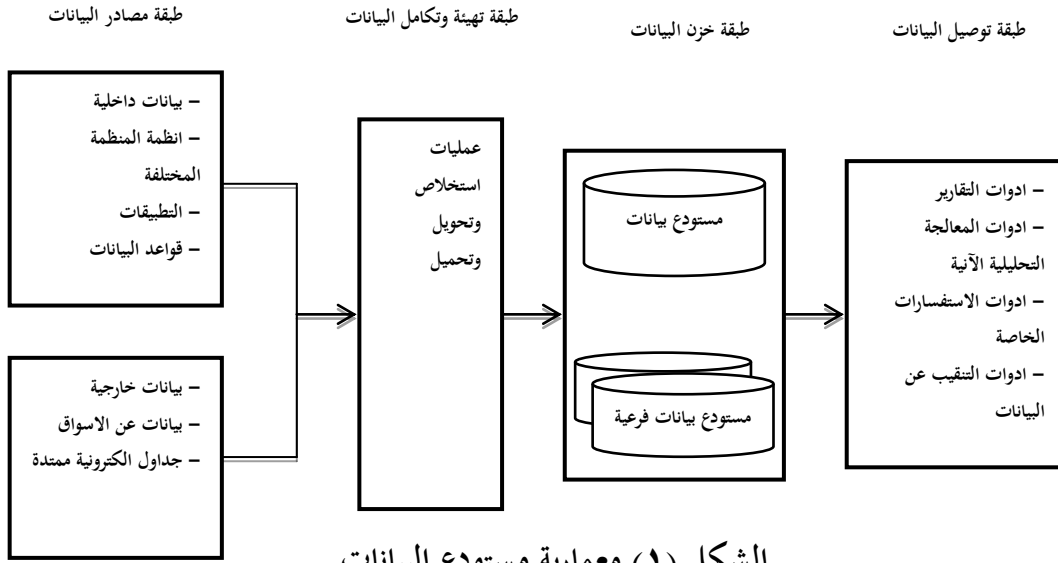 طبقة مصادر البيانات
طبقة تهيئة وتكامل البيانات
طبقة خزن البيانات
طبقة توصيل البيانات
– بيانات داخلية
– انظمة المنظمة
المختلفة
– التطبيقات
– قواعد البيانات
– بيانات خارجية
– بيانات عن الاسواق
– جداول الكترونية ممتدة
عمليات
استخلاص
وتحويل
وتحميل
مستودع بيانات
مستودع بيانات فرعية
– ادوات التقارير
– ادوات المعالجة
التحليلية الآنية
– ادوات الاستفسارات
الخاصة
– ادوات التنقيب عن
البيانات
الشكل (١) معمارية مستودع البيانات